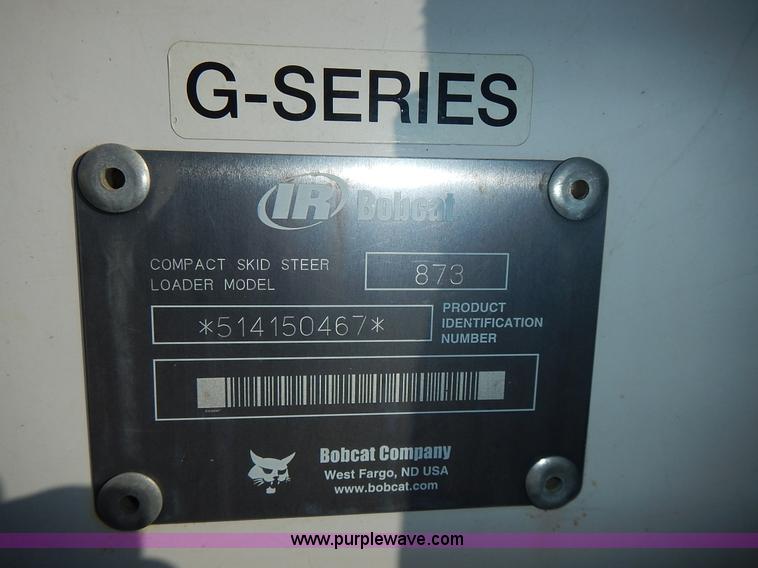 G-SERIES
IR Bobcat
COMPACT SKID STEER
LOADER MODEL
873
*514150467*
PRODUCT
IDENTIFICATION
NUMBER
Bobcat Company
West Fargo, ND USA
www.bobcat.com
www.purplewave.com